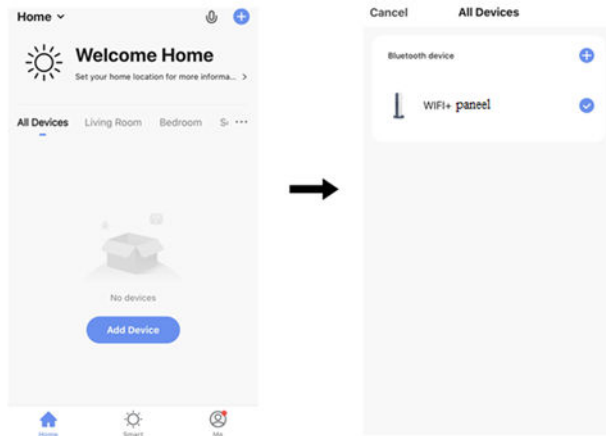 Home
Welcome Home
Set your home location for more informa... >
All Devices Living Room Bedroom S
No devices
Add Device
Home Smart Me
Cancel All Devices
Bluetooth device
WIFI+ paneel